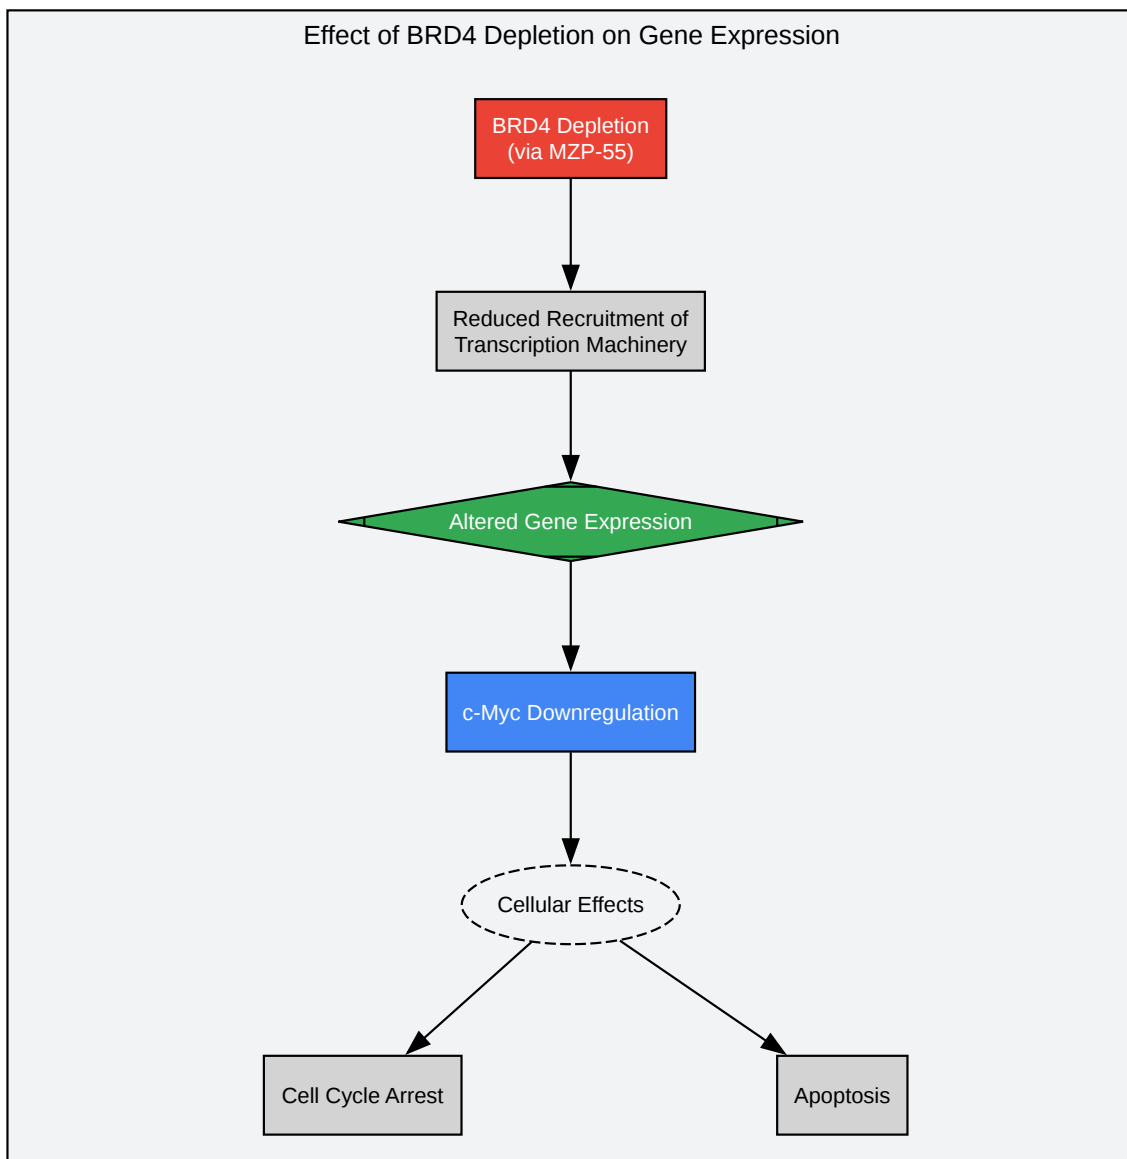 Effect of BRD4 Depletion on Gene Expression
BRD4 Depletion
(via MZP-55)
Reduced Recruitment of
Transcription Machinery
Altered Gene Expression
c-Myc Downregulation
Cellular Effects
Cell Cycle Arrest
Apoptosis